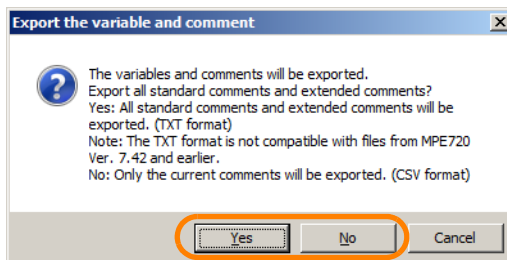 Export the variable and comment
The variables and comments will be exported.
Export all standard comments and extended comments?
Yes: All standard comments and extended comments will be
exported. (TXT format)
Note: The TXT format is not compatible with files from MPE720
Ver. 7.42 and earlier.
No: Only the current comments will be exported. (CSV format)
Yes No Cancel